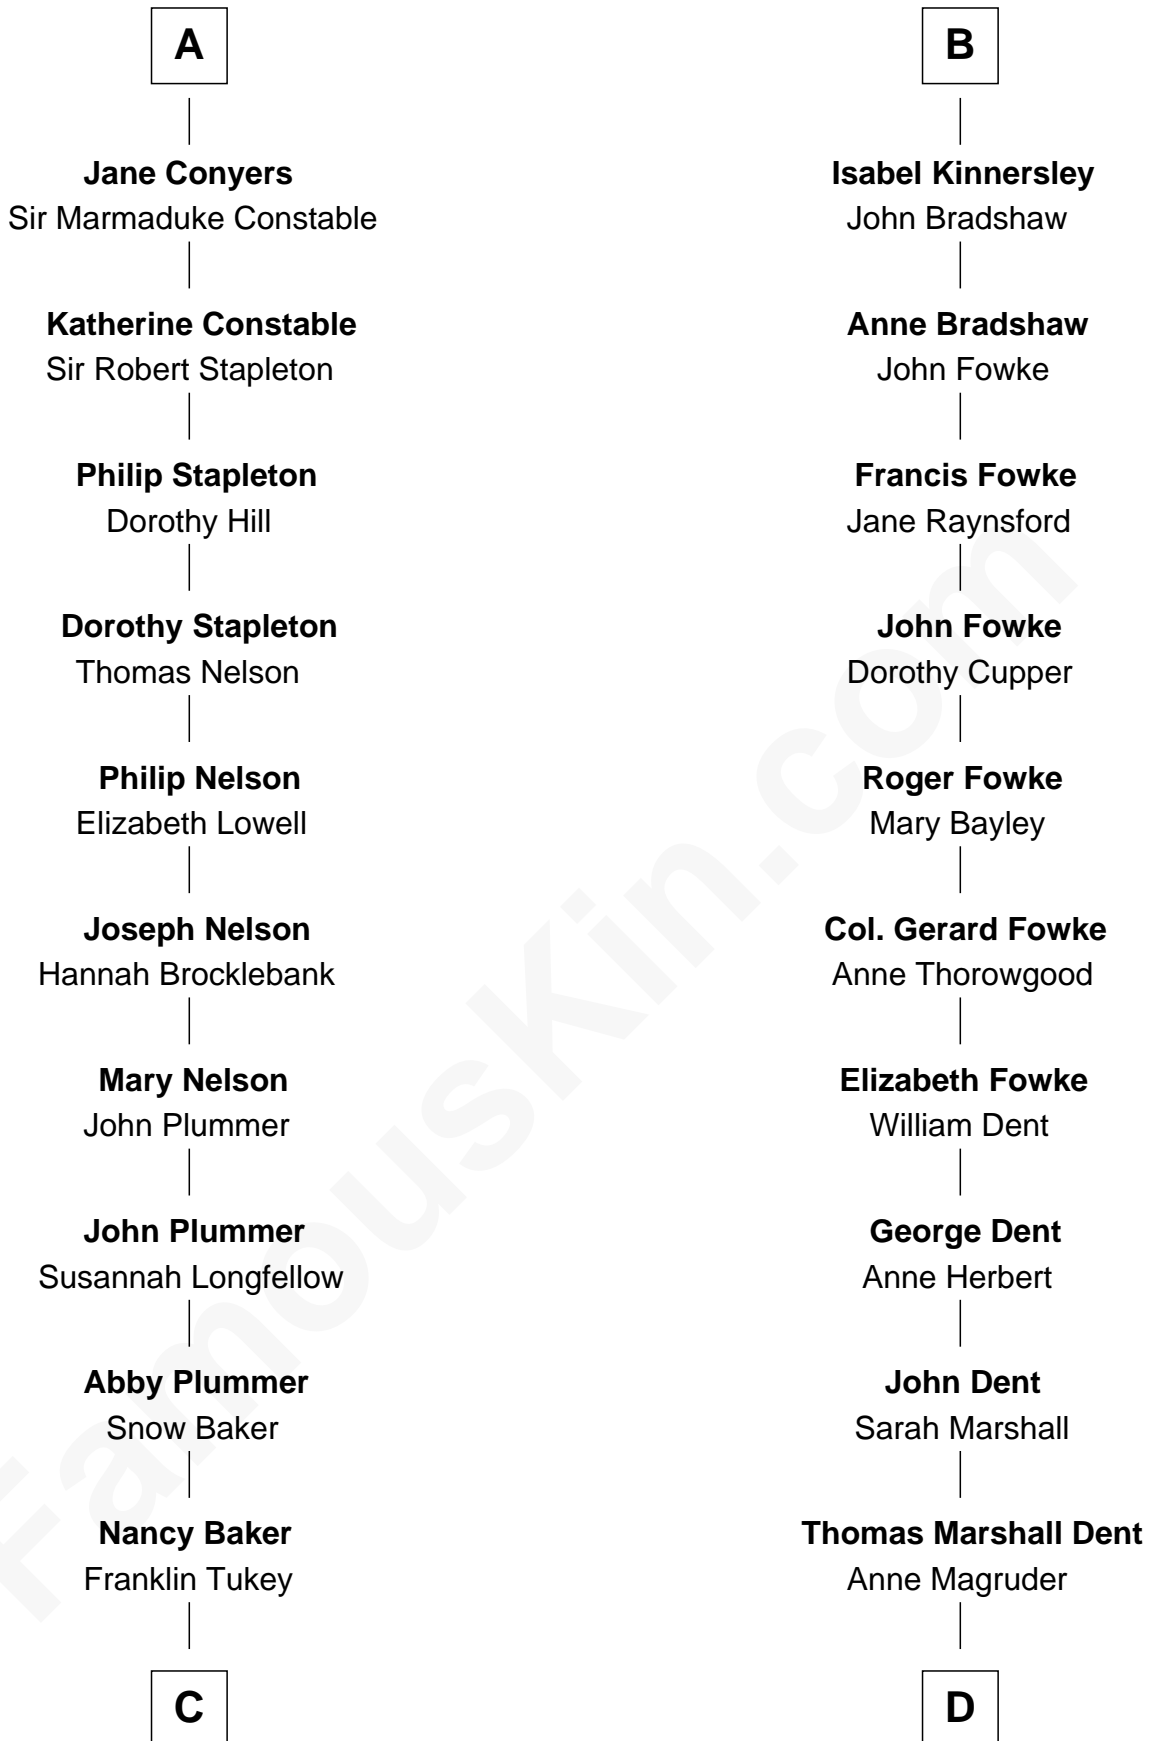 A
Jane Conyers
Sir Marmaduke Constable
Katherine Constable
Sir Robert Stapleton
Philip Stapleton
Dorothy Hill
Dorothy Stapleton
Thomas Nelson
Philip Nelson
Elizabeth Lowell
Joseph Nelson
Hannah Brocklebank
Mary Nelson
John Plummer
John Plummer
Susannah Longfellow
Abby Plummer
Snow Baker
Nancy Baker
Franklin Tukey
C
B
Isabel Kinnersley
John Bradshaw
Anne Bradshaw
John Fowke
Francis Fowke
Jane Raynsford
John Fowke
Dorothy Cupper
Roger Fowke
Mary Bayley
Col. Gerard Fowke
Anne Thorowgood
Elizabeth Fowke
William Dent
George Dent
Anne Herbert
John Dent
Sarah Marshall
Thomas Marshall Dent
Anne Magruder
D
FamousKin.com